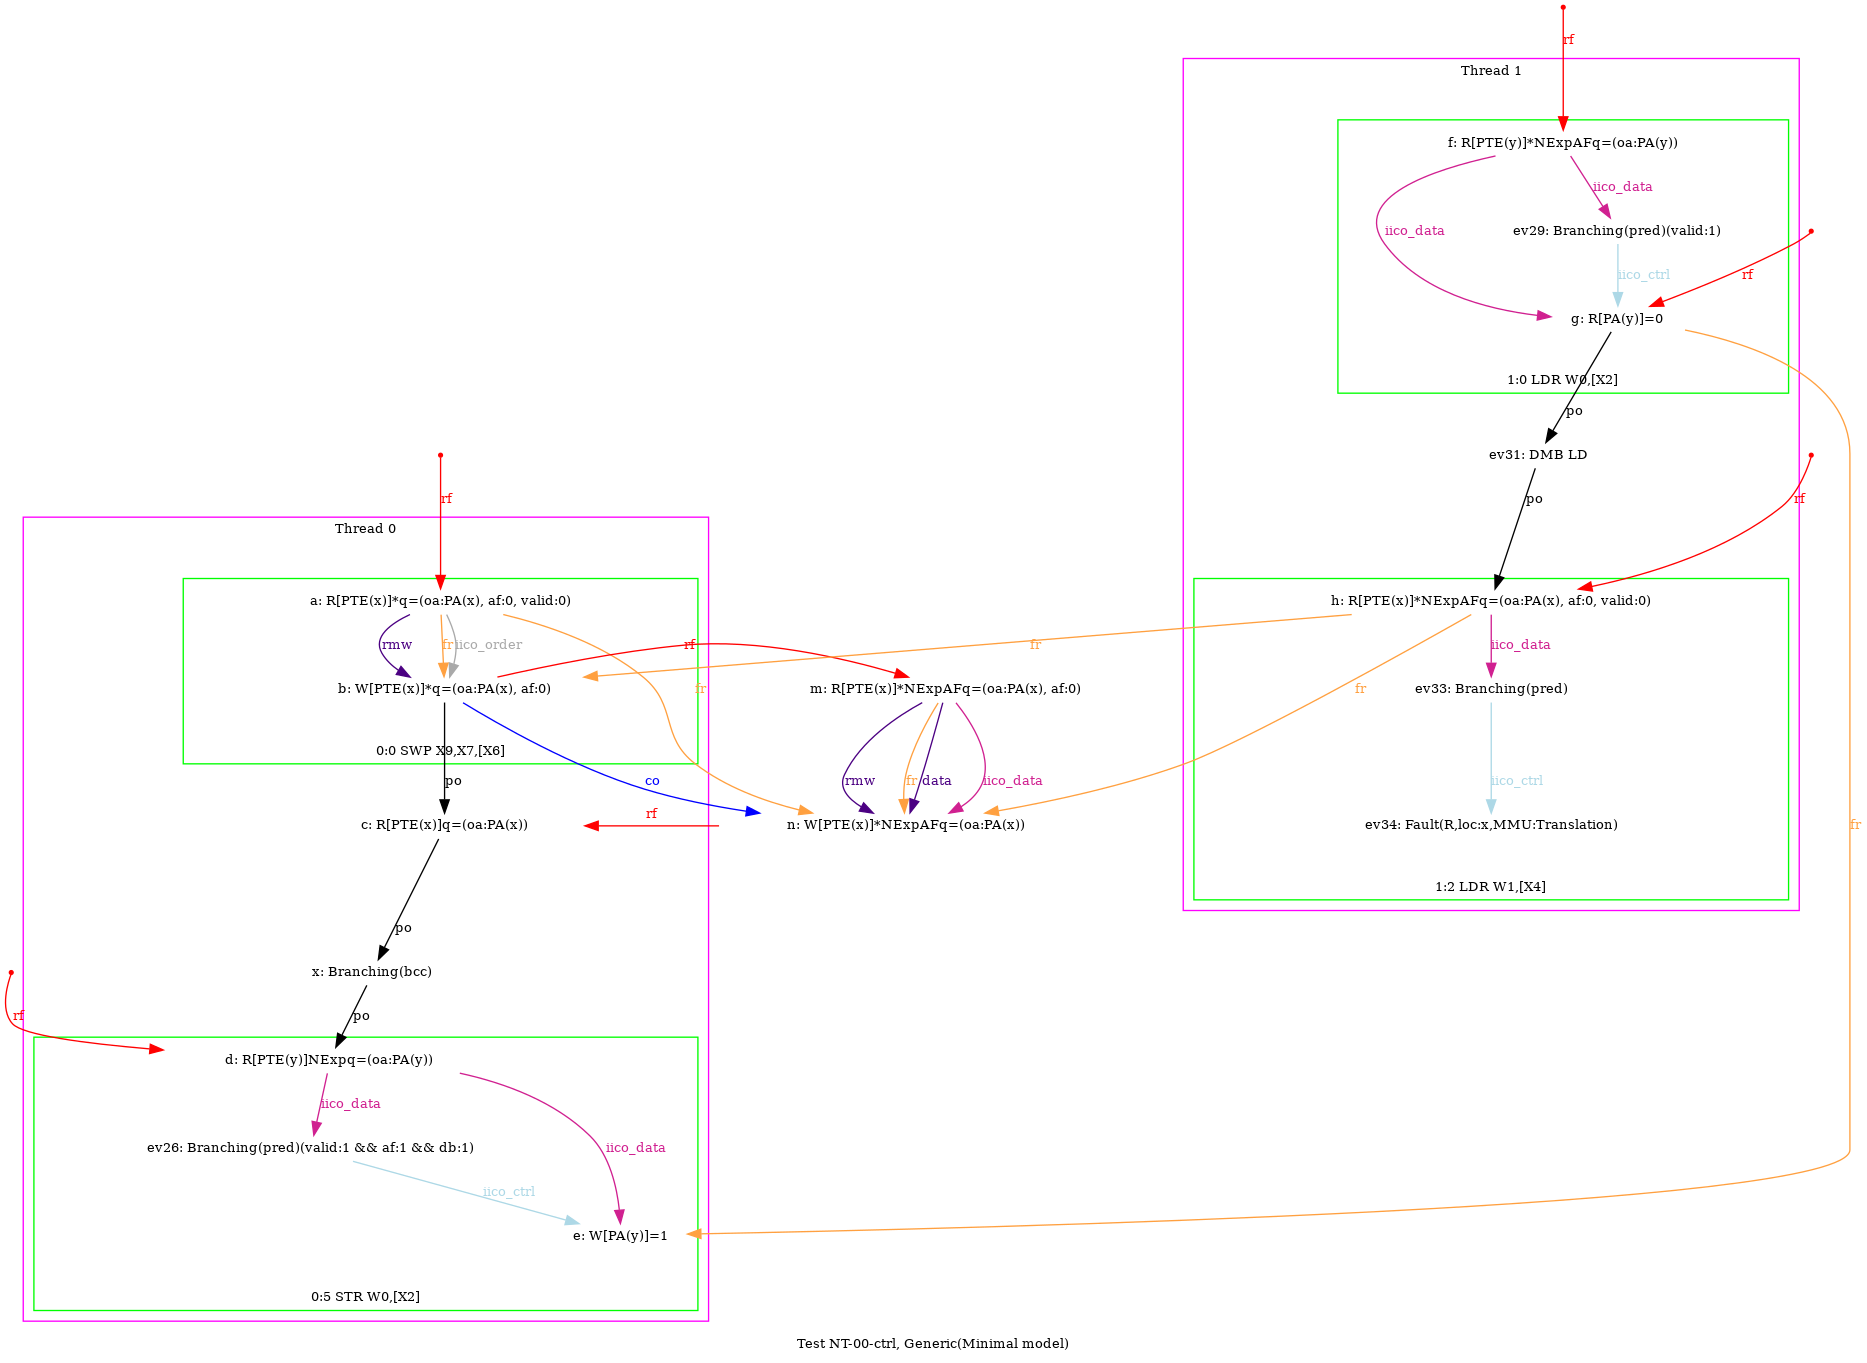 rf
Thread 1
f: R[PTE(y)]*NExpAFq=(oa:PA(y))
iico_data
iico_data
ev29: Branching(pred)(valid:1)
iico_ctrl
rf
g: R[PA(y)]=0
1:0 LDR W0,[X2]
po
ev31: DMB LD
rf
po
rf
Thread 0
a: R[PTE(x)]*q=(oa:PA(x), af:0, valid:0)
h: R[PTE(x)]*NExpAFq=(oa:PA(x), af:0, valid:0)
rmw
fr
iico_order
rf
fr
iico_data
b: W[PTE(x)]*q=(oa:PA(x), af:0)
fr
m: R[PTE(x)]*NExpAFq=(oa:PA(x), af:0)
fr
ev33: Branching(pred)
0:0 SWP X9,X7,[X6]
po
co
rmw
fr
data
iico_data
iico_ctrl
c: R[PTE(x)]q=(oa:PA(x))
rf
n: W[PTE(x)]*NExpAFq=(oa:PA(x))
ev34: Fault(R,loc:x,MMU:Translation)
fr
1:2 LDR W1,[X4]
po
x: Branching(bcc)
rf
po
d: R[PTE(y)]NExpq=(oa:PA(y))
iico_data
ev26: Branching(pred)(valid:1 && af:1 && db:1)
iico_data
iico_ctrl
e: W[PA(y)]=1
0:5 STR W0,[X2]
Test NT-00-ctrl, Generic(Minimal model)